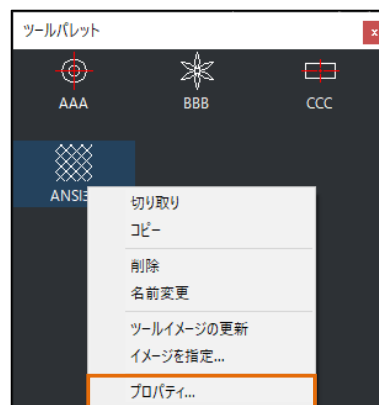 ツールパレット
x
AAA BBB CCC
切り取り
コピー
削除
名前変更
ツールイメージの更新
イメージを指定...
プロパティ...